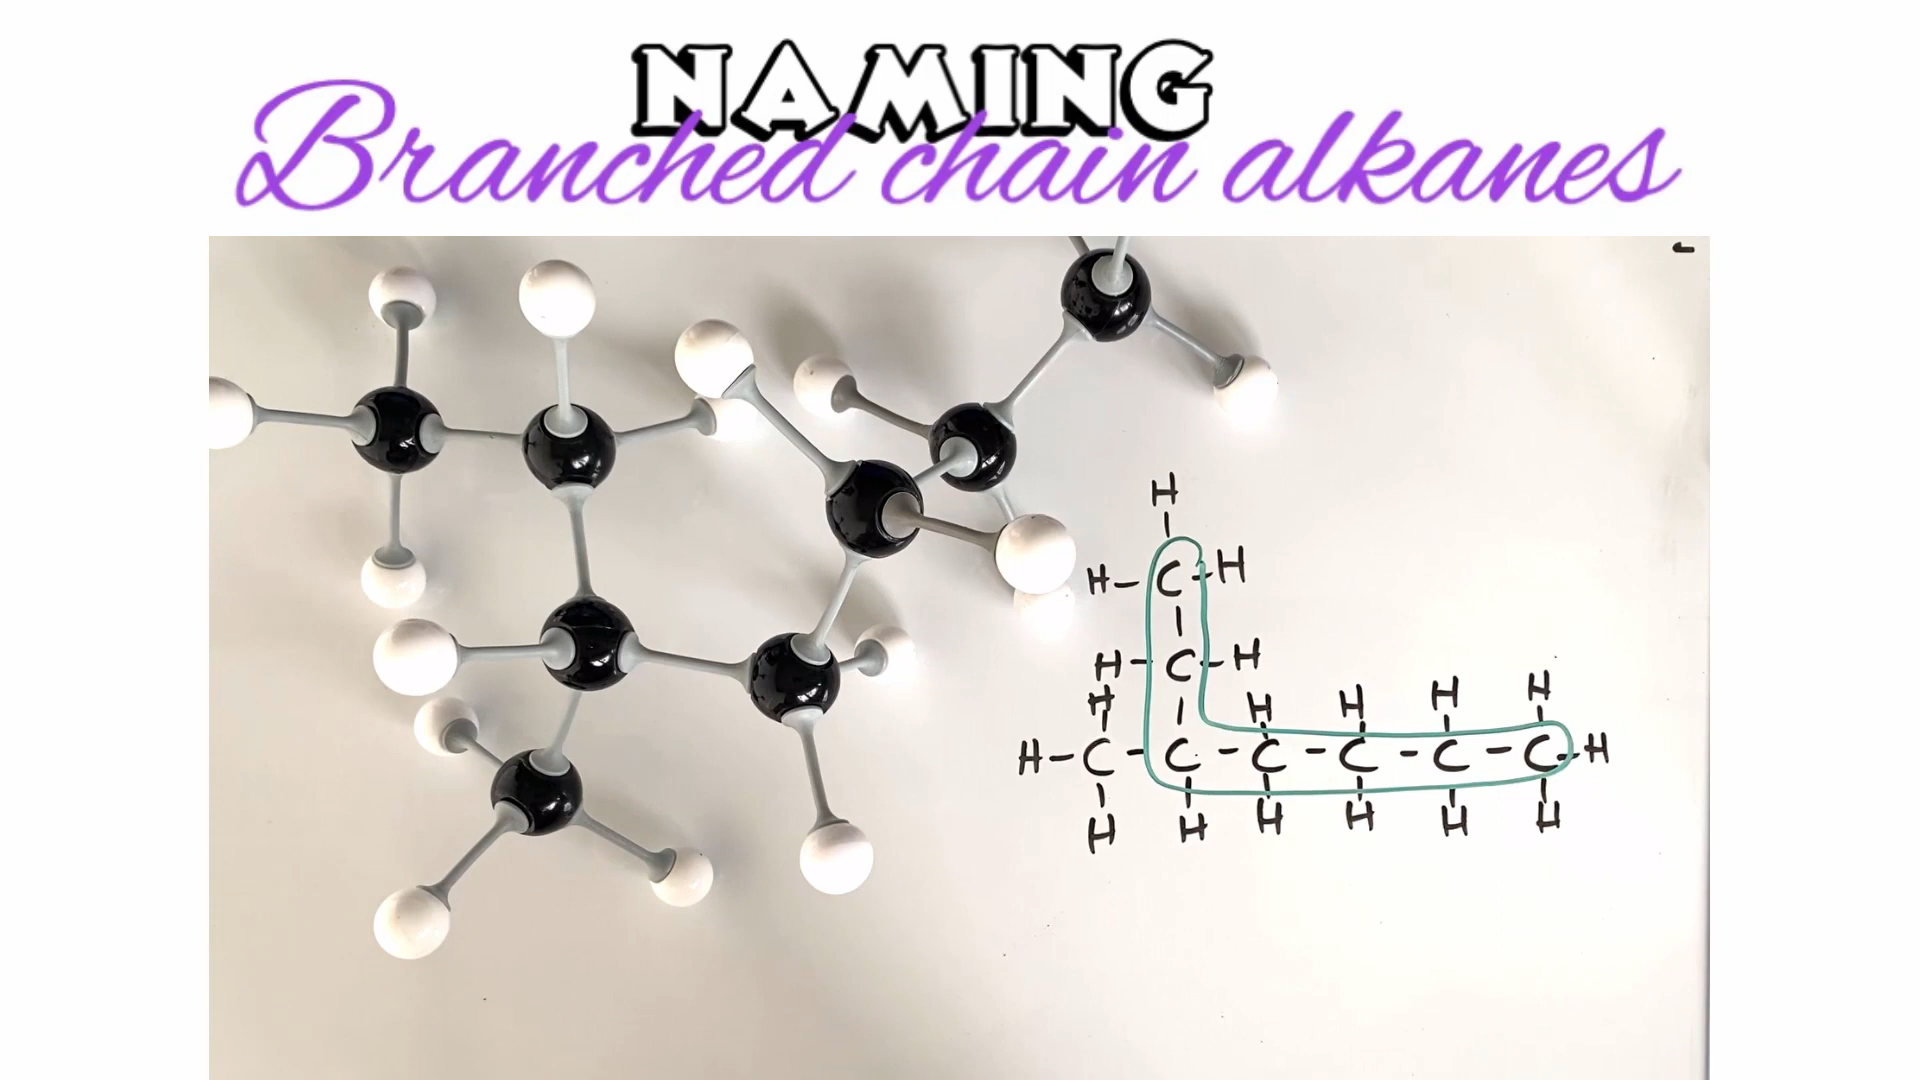 NAMING
Branched chain alkanes
H
H-C-H
H-C-H
H H H H H
H-C-C-C-C-C-C-H
H H H H H H